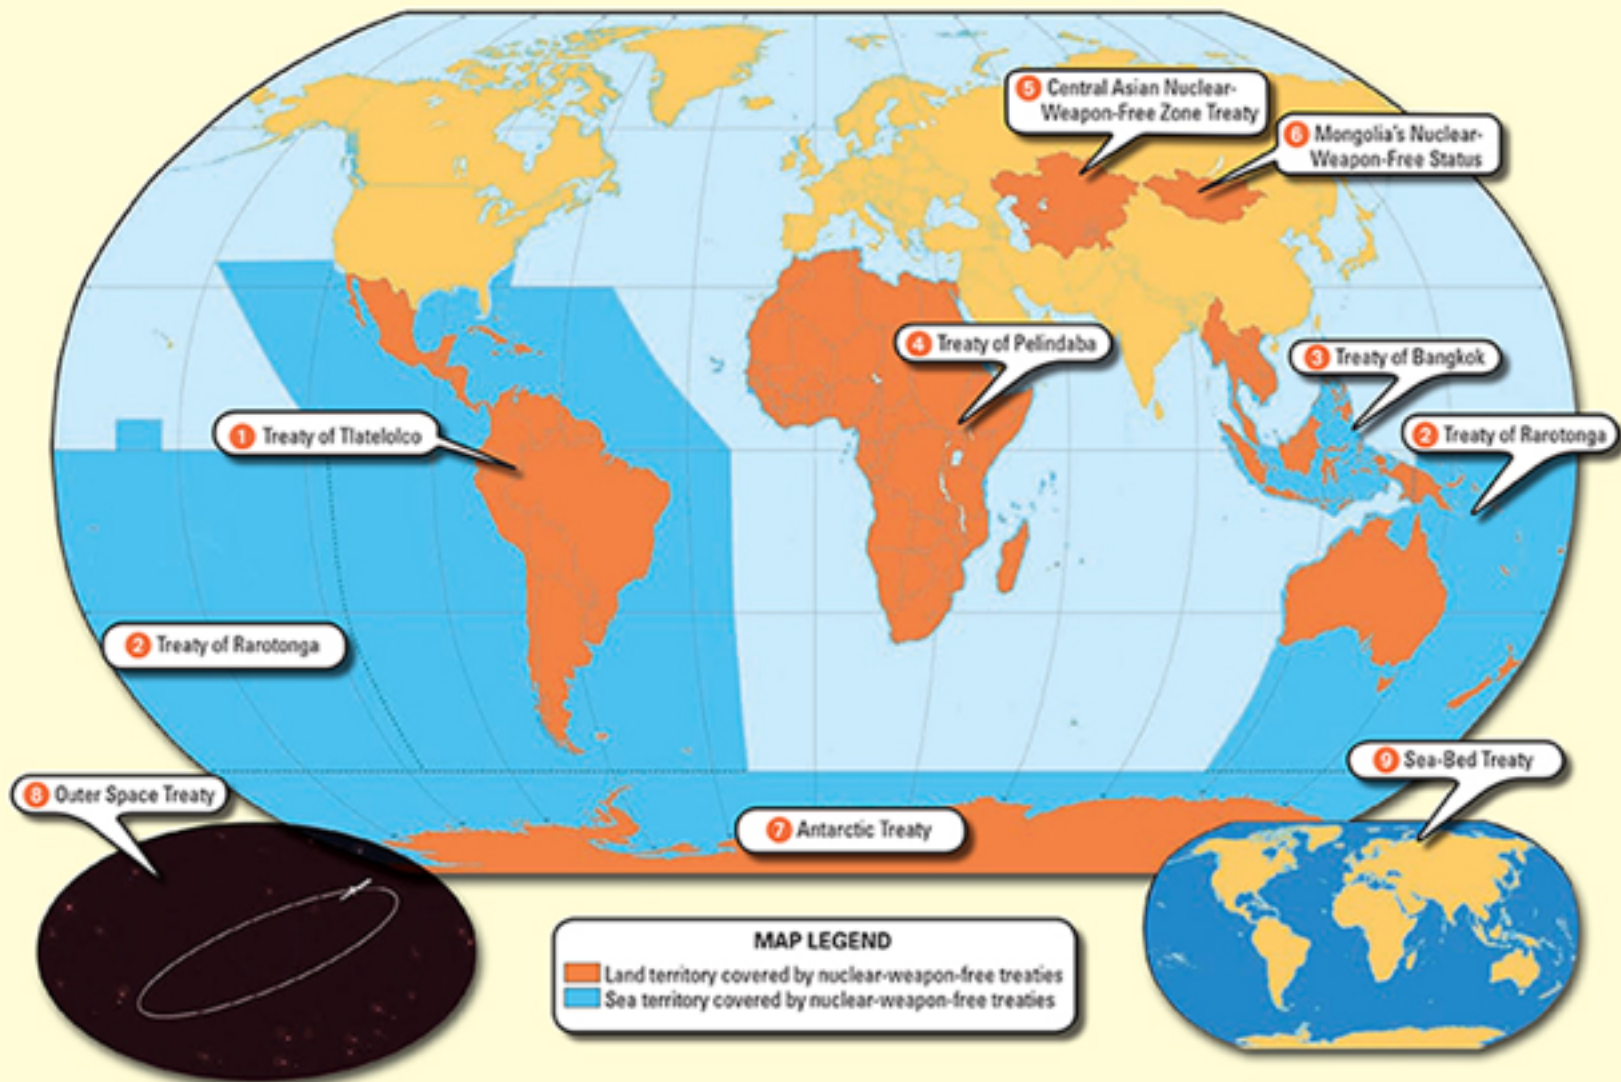 5 Central Asian Nuclear-
Weapon-Free Zone Treaty
6 Mongolia's Nuclear-
Weapon-Free Status
4 Treaty of Pelindaba
3 Treaty of Bangkok
2 Treaty of Rarotonga
1 Treaty of Tlatelolco
2 Treaty of Rarotonga
9 Sea-Bed Treaty
8 Outer Space Treaty
7 Antarctic Treaty
MAP LEGEND
Land territory covered by nuclear-weapon-free treaties
Sea territory covered by nuclear-weapon-free treaties